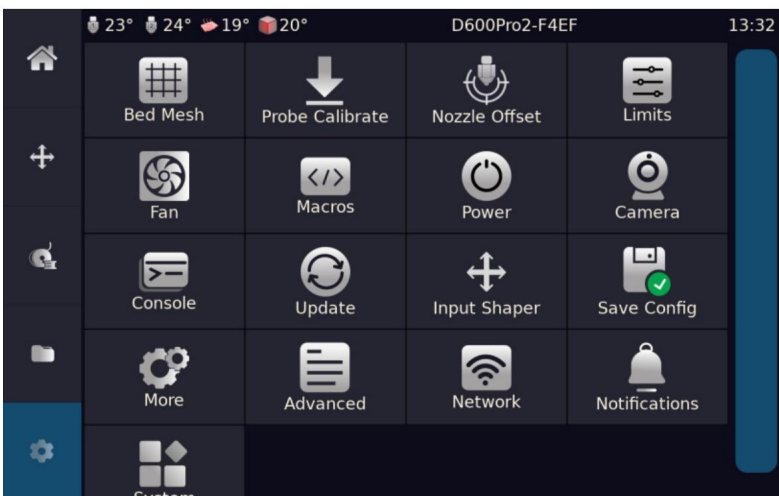 23° 24° 19° 20° D600Pro2-F4EF 13:32
Bed Mesh Probe Calibrate Nozzle Offset Limits
Fan Macros Power Camera
Console Update Input Shaper Save Config
More Advanced Network Notifications
System